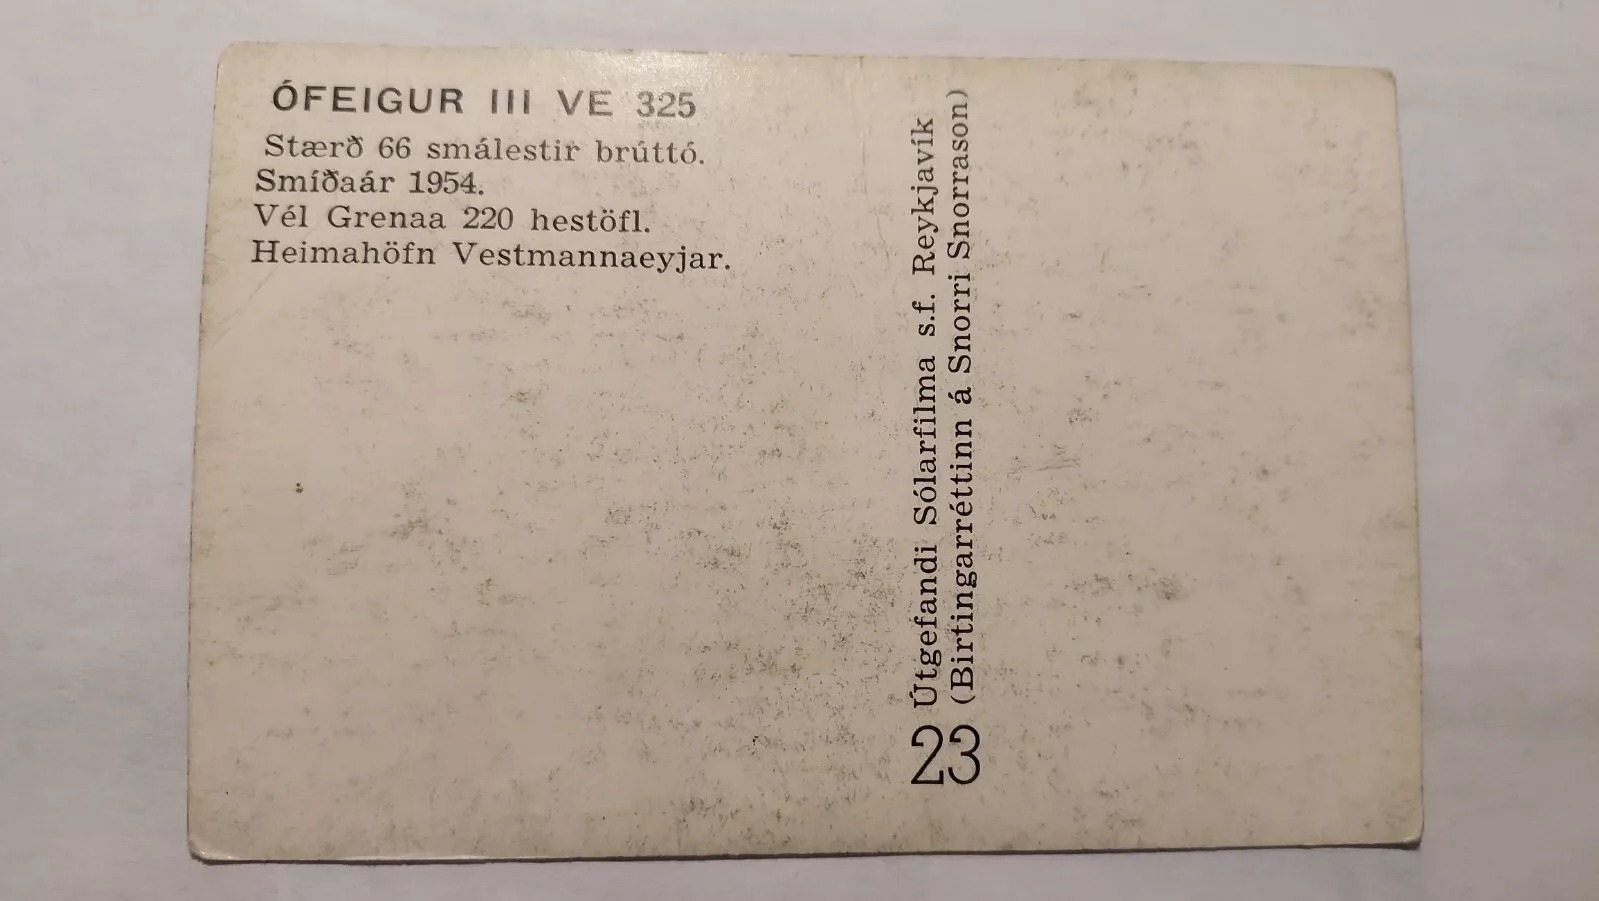 ÓFEIGUR III VE 325
Stærð 66 smálestir brúttó.
Smíðaár 1954.
Vél Grenaa 220 hestöfl.
Heimahöfn Vestmannaeyjar.
23
Útgefandi Sólarfilma s.f. Reykjavík
(Birtingarréttinn á Snorri Snorrason)